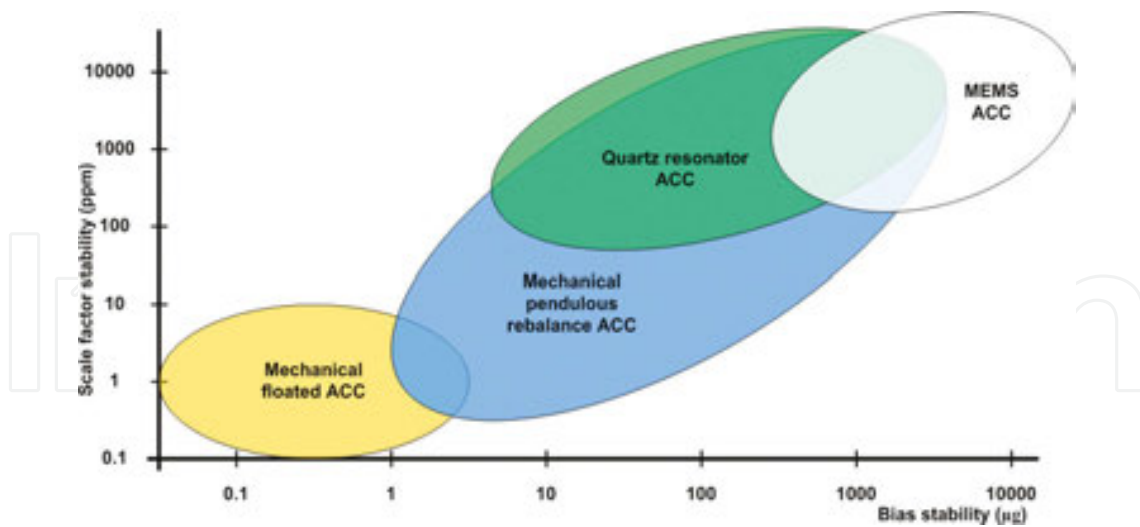 10000
1000
100
10
1
0.1
Scale factor stability (ppm)
MEMS
ACC
Quartz resonator
ACC
Mechanical
pendulous
rebalance ACC
Mechanical
floated ACC
0.1
1
10
100
1000
10000
Bias stability (µg)